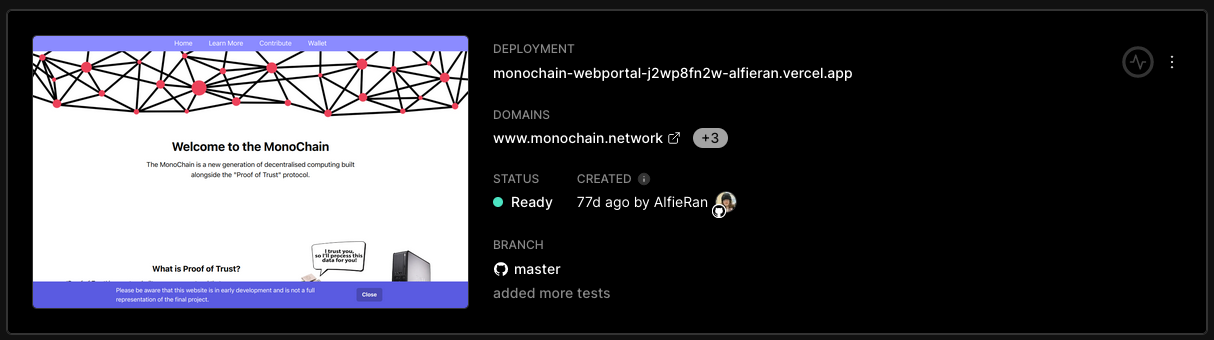 Home Learn More Contribute Wallet
Welcome to the MonoChain
The MonoChain is a new generation of decentralised computing built
alongside the "Proof of Trust" protocol.
What is Proof of Trust?
I trust you,
so I'll process this
data for you!
Please be aware that this website is in early development and is not a full
representation of the final project.
Close
DEPLOYMENT
monochain-webportal-j2wp8fn2w-alfieran.vercel.app
DOMAINS
www.monochain.network +3
STATUS CREATED
Ready 77d ago by AlfieRan
BRANCH
master
added more tests